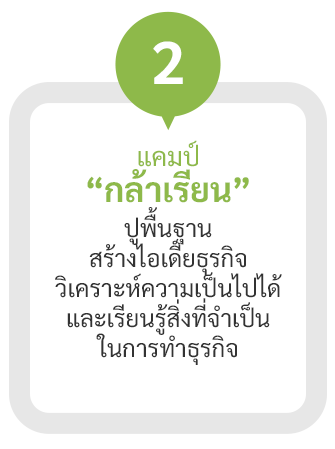 2
แคมป์
“กล้าเรียน”
ปูพื้นฐาน
สร้างไอเดียธุรกิจ
วิเคราะห์ความเป็นไปได้
และเรียนรู้สิ่งที่จำเป็น
ในการทำธุรกิจ